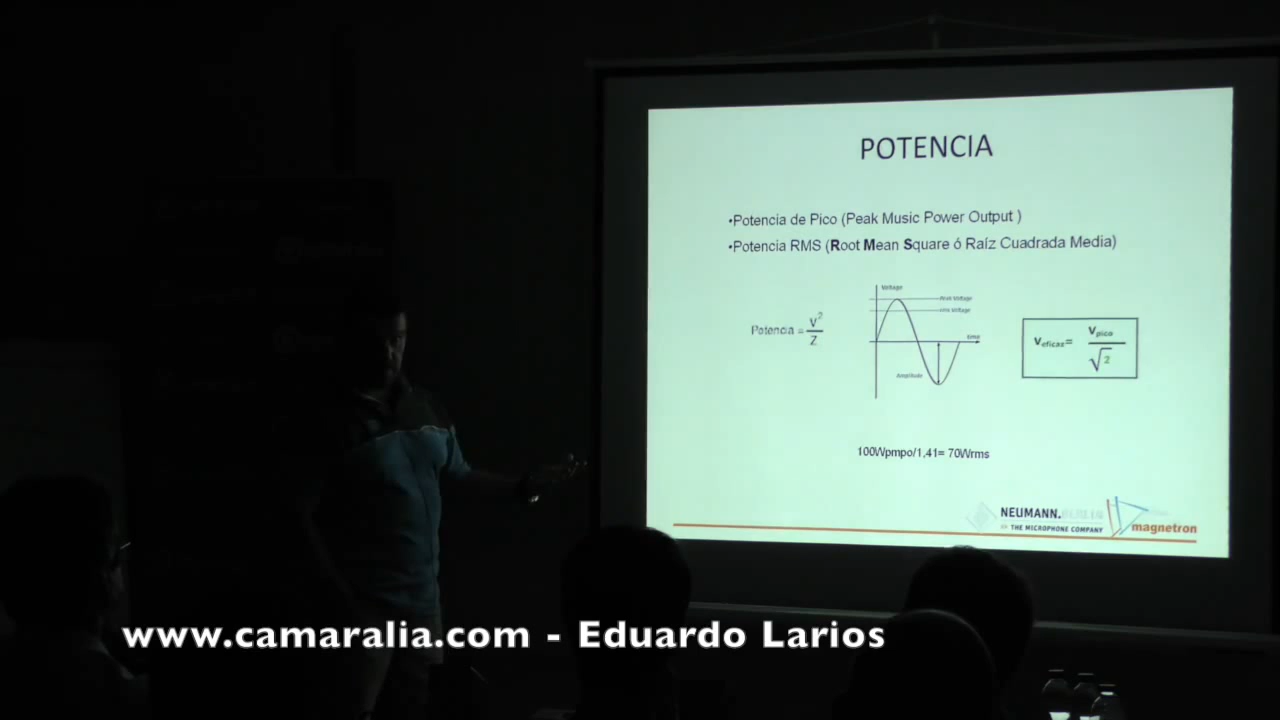 POTENCIA
•Potencia de Pico (Peak Music Power Output )
•Potencia RMS (Root Mean Square ó Raíz Cuadrada Media)
Voltage
Peak Voltage
rms Voltage
time
Amplitude
Potencia = V²/Z
Veficaz= Vpico/√2
100Wpmpo/1,41= 70Wrms
NEUMANN.BERLIN
THE MICROPHONE COMPANY
magnetron
www.camaralia.com - Eduardo Larios